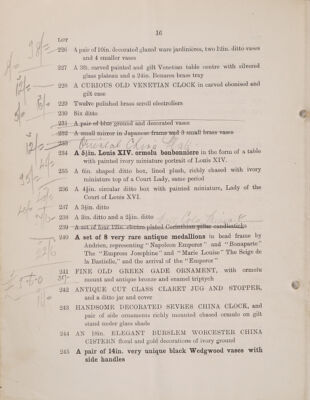 16
LOT
226 A pair of 10in. decorated glazed ware jardinières, two 12in. ditto vases
and 4 smaller vases
227 A 3ft. carved painted and gilt Venetian table centre with silvered
glass plateau and a 24in. Benares brass tray
228 A CURIOUS OLD VENETIAN CLOCK in carved ebonised and
gilt case
229 Twelve polished brass scroll electroliers
230 Six ditto
231 A pair of blue ground and decorated vases
232 A small mirror in Japanese frame and 3 small brass vases
233 Oriental China
234 A 5½in. Louis XIV. ormolu bonbonniere in the form of a table
with painted ivory miniature portrait of Louis XIV.
235 A 6in. shaped ditto box, lined plush, richly chased with ivory
miniature top of a Court Lady, same period
236 A 4½in. circular ditto box with painted miniature, Lady of the
Court of Louis XVI.
237 A 3½in. ditto
238 A 3in. ditto and a 2½in. ditto
239 A set of four 12in. electro plated Corinthian pillar candlesticks
240 A set of 8 very rare antique medallions in bead frame by
Andrieu, representing "Napoleon Emperor" and "Bonaparte"
The "Empress Josephine" and "Marie Louise" The Seige de
la Bastielle," and the arrival of the "Emperor"
241 FINE OLD GREEN GADE ORNAMENT, with ormolu
mount and antique bronze and enamel triptych
242 ANTIQUE CUT GLASS CLARET JUG AND STOPPER,
and a ditto jar and cover
243 HANDSOME DECORATED SEVRES CHINA CLOCK, and
pair of side ornaments richly mounted chased ormolu on gilt
stand under glass shade
244 AN 18in. ELEGANT BURSLEM WORCESTER CHINA
CISTERN floral and gold decorations of ivory ground
245 A pair of 14in. very unique black Wedgwood vases with
side handles